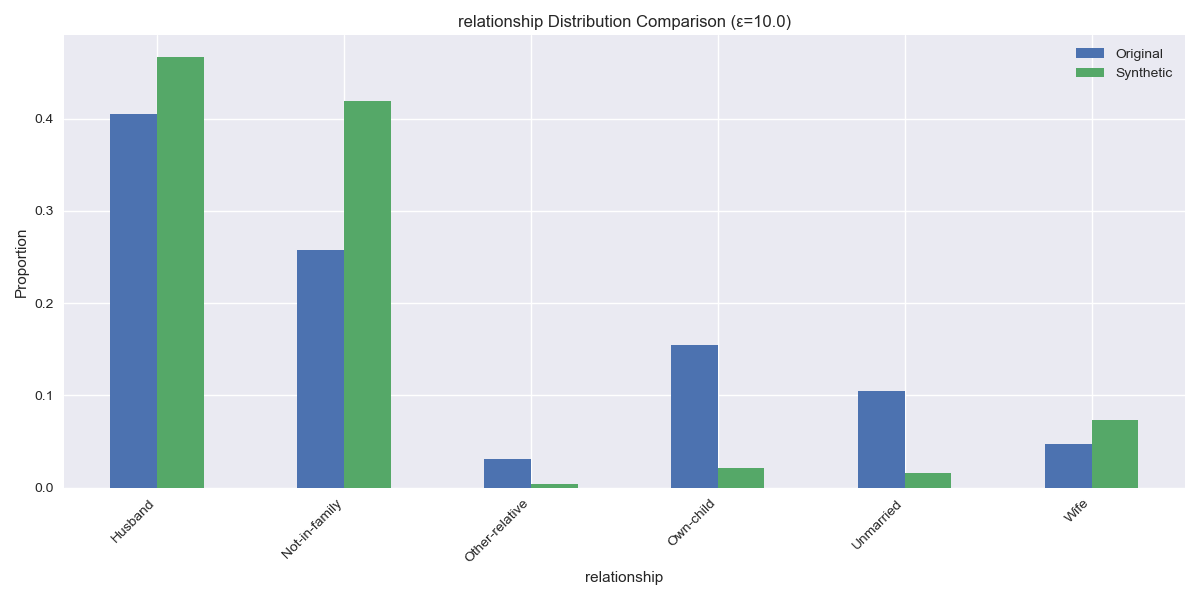 relationship Distribution Comparison (ε=10.0)
Original
Synthetic
Proportion
0.4
0.3
0.2
0.1
0.0
Husband
Not-in-family
Other-relative
Own-child
Unmarried
Wife
relationship